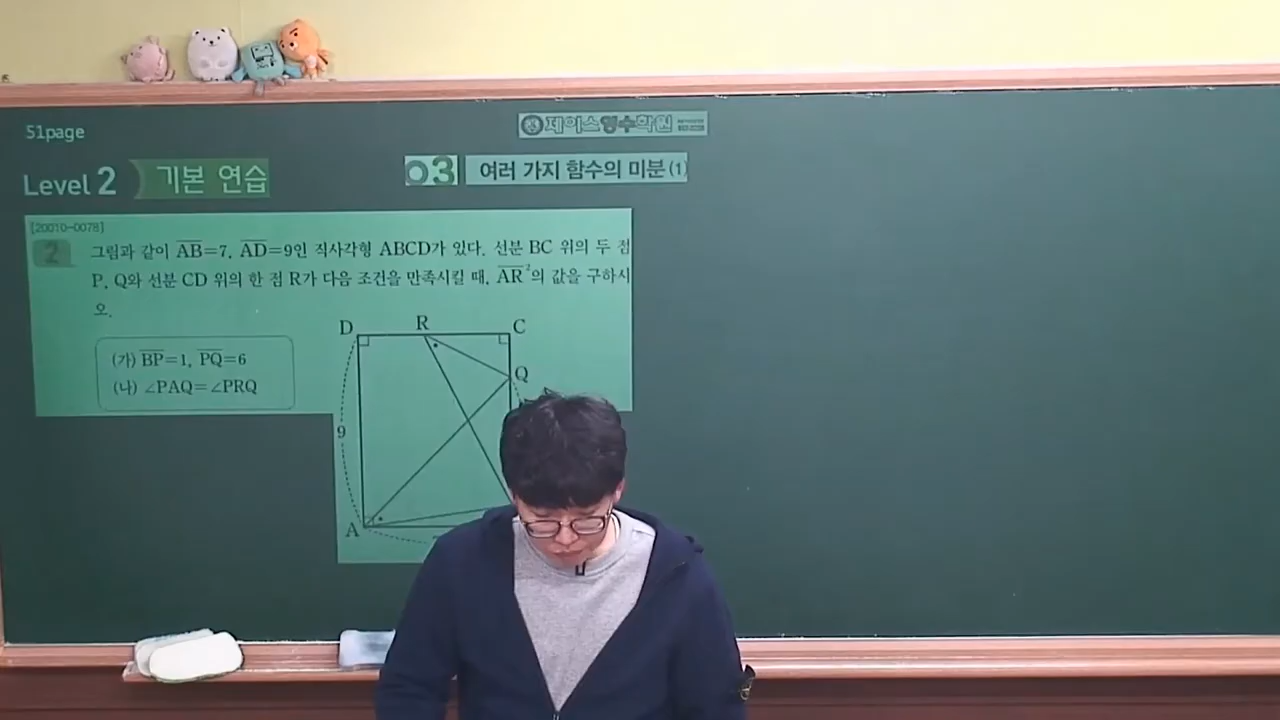 51page
제이스영수학원
Level 2 기본 연습
03 여러 가지 함수의 미분(1)
[20010-0078]
2
그림과 같이 AB=7, AD=9인 직사각형 ABCD가 있다. 선분 BC 위의 두 점
P, Q와 선분 CD 위의 한 점 R가 다음 조건을 만족시킬 때, AR²의 값을 구하시
오.
(가) BP=1, PQ=6
(나) ∠PAQ=∠PRQ
D R C
Q
9
A